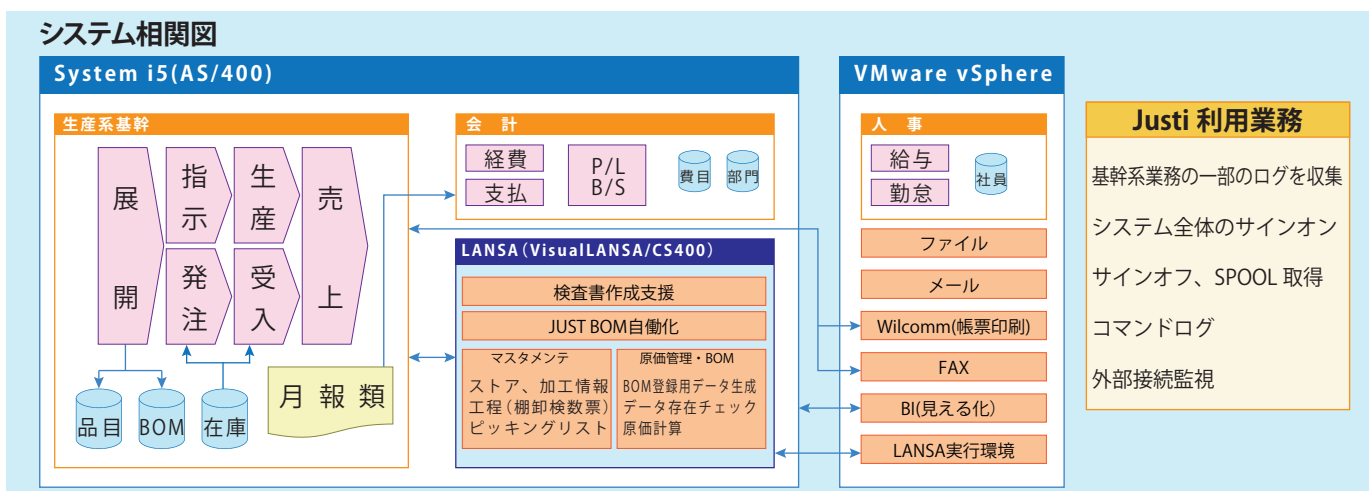 システム相関図
System i5(AS/400)
生産系基幹
展開
指示
生産
売上
発注
受入
品目
BOM
在庫
月報類
会 計
経費
支払
P/L
B/S
費目
部門
LANSA(VisualLANSA/CS400)
検査書作成支援
JUST BOM自働化
マスタメンテ
ストア、加工情報
工程(棚卸検数票)
ピッキングリスト
原価管理・BOM
BOM登録用データ生成
データ存在チェック
原価計算
VMware vSphere
人 事
給与
勤怠
社員
ファイル
メール
Wilcomm(帳票印刷)
FAX
BI(見える化)
LANSA実行環境
Justi 利用業務
基幹系業務の一部のログを収集
システム全体のサインオン
サインオフ、SPOOL 取得
コマンドログ
外部接続監視